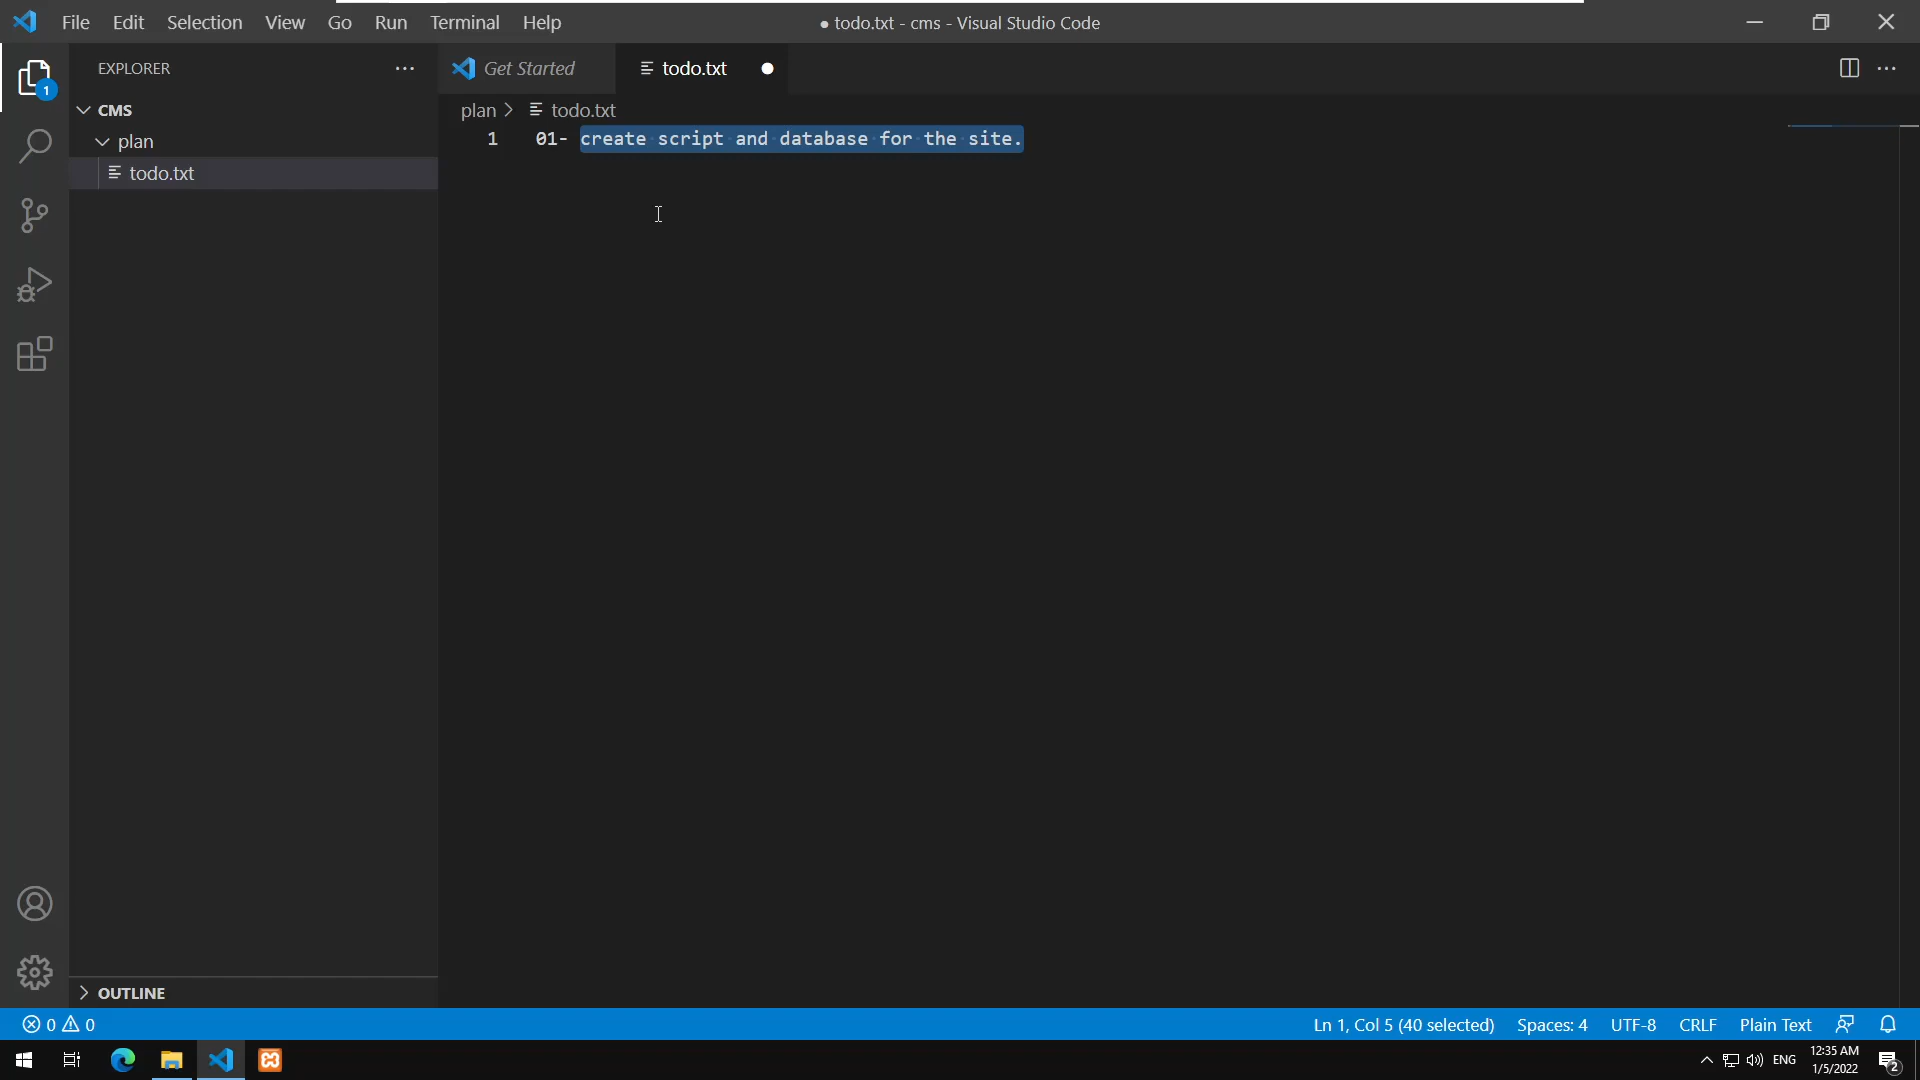 File Edit Selection View Go Run Terminal Help
● todo.txt - cms - Visual Studio Code
EXPLORER
Get Started
todo.txt
CMS
plan
todo.txt
plan > todo.txt
1 01- create script and database for the site.
1
OUTLINE
0 0
Ln 1, Col 5 (40 selected) Spaces: 4 UTF-8 CRLF Plain Text
ENG
12:35 AM
1/5/2022
2